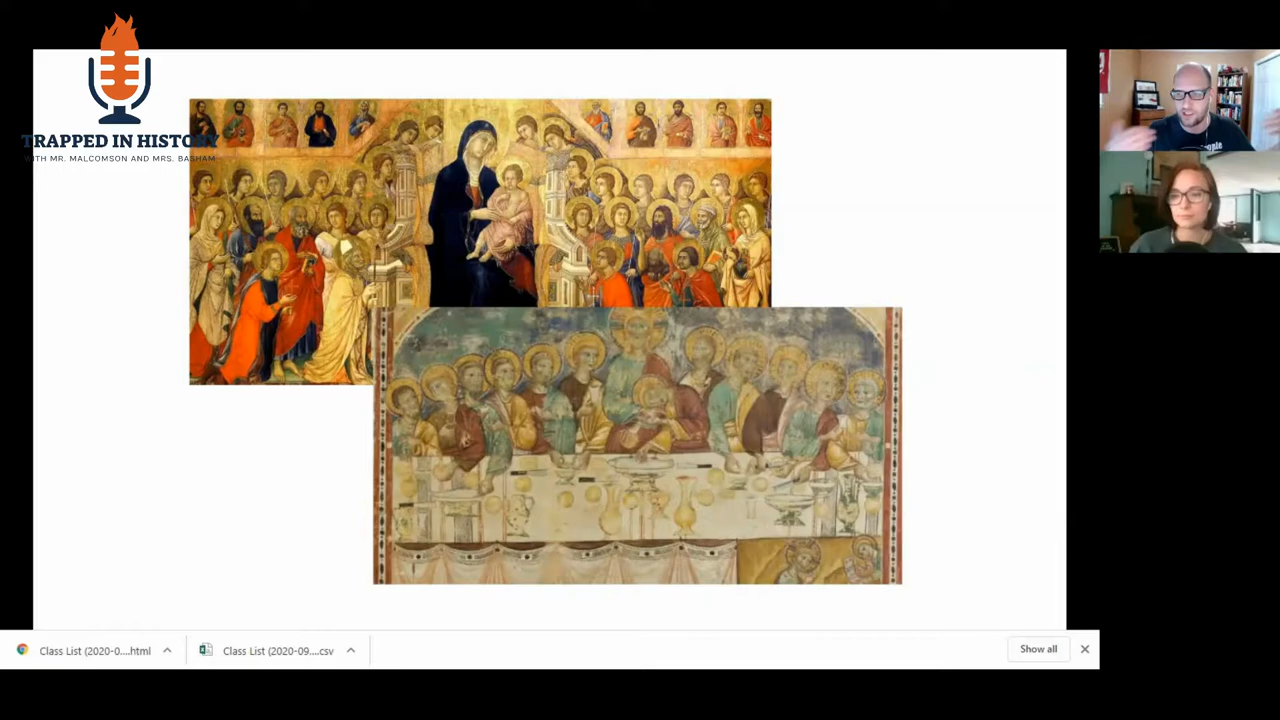 TRAPPED IN HISTORY
WITH MR. MALCOMSON AND MRS. BASHAM
Class List (2020-0....html
Class List (2020-09....csv
Show all